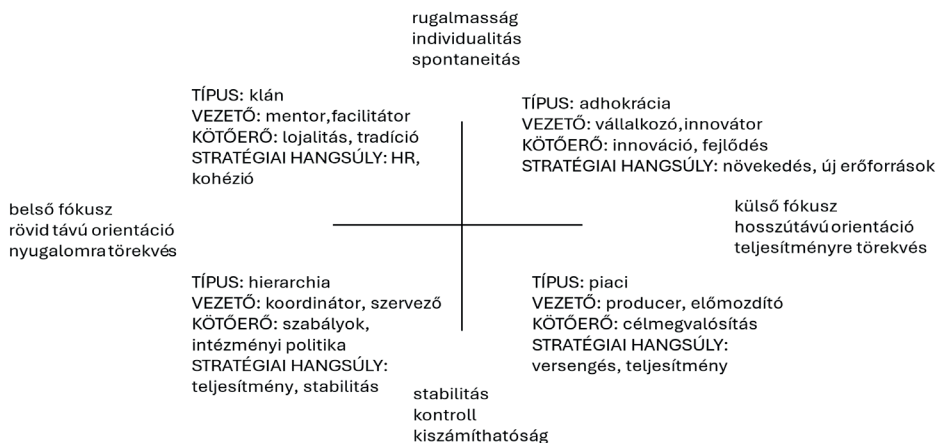 rugalmasság
individualitás
spontaneitás
TÍPUS: klán
VEZETŐ: mentor,facilitátor
KÖTŐERŐ: lojalitás, tradíció
STRATÉGIAI HANGSÚLY: HR,
kohézió
TÍPUS: adhokrácia
VEZETŐ: vállalkozó,innovátor
KÖTŐERŐ: innováció, fejlődés
STRATÉGIAI HANGSÚLY: növekedés, új erőforrások
belső fókusz
rövid távú orientáció
nyugalomra törekvés
külső fókusz
hosszútávú orientáció
teljesítményre törekvés
TÍPUS: hierarchia
VEZETŐ: koordinátor, szervező
KÖTŐERŐ: szabályok,
intézményi politika
STRATÉGIAI HANGSÚLY:
teljesítmény, stabilitás
TÍPUS: piaci
VEZETŐ: producer, előmozdító
KÖTŐERŐ: célmegvalósítás
STRATÉGIAI HANGSÚLY:
versengés, teljesítmény
stabilitás
kontroll
kiszámíthatóság